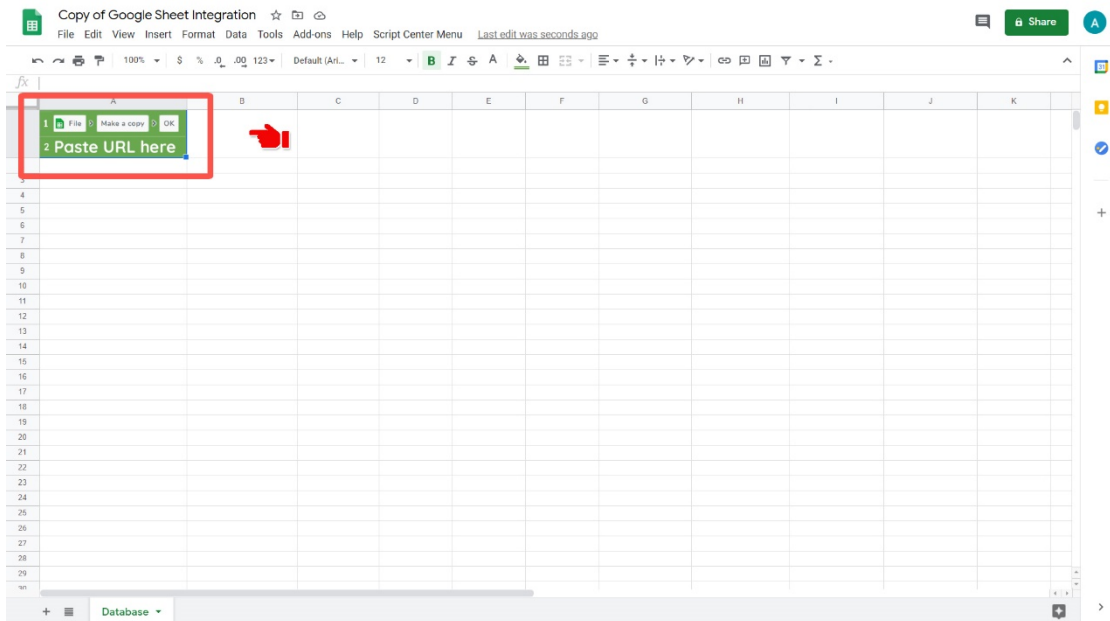 Copy of Google Sheet Integration
Share
A
File Edit View Insert Format Data Tools Add-ons Help Script Center Menu Last edit was seconds ago
100% $ % .0 .00 123 Default (Ari... 12 B I S A
31
fx
A B C D E F G H I J K
1 File Make a copy OK
2 Paste URL here
3
4
5
6
7
8
9
10
11
12
13
14
15
16
17
18
19
20
21
22
23
24
25
26
27
28
29
30
Database